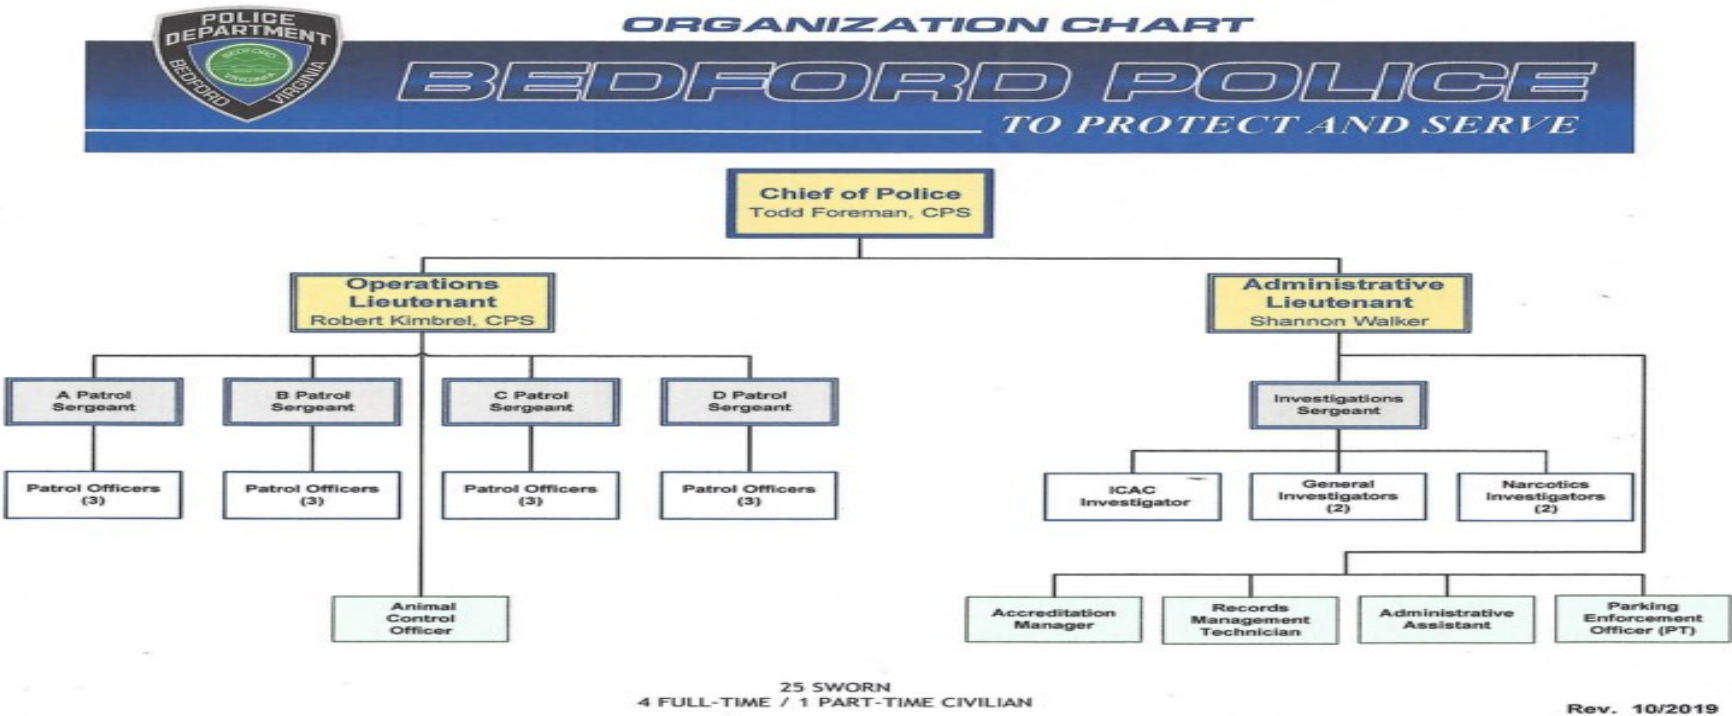 ORGANIZATION CHART
POLICE
DEPARTMENT
BEDFORD
VIRGINIA
BEDFORD
VIRGINIA
BEDFORD POLICE
TO PROTECT AND SERVE
Chief of Police
Todd Foreman, CPS
Operations
Lieutenant
Robert Kimbrel, CPS
Administrative
Lieutenant
Shannon Walker
A Patrol
Sergeant
B Patrol
Sergeant
C Patrol
Sergeant
D Patrol
Sergeant
Investigations
Sergeant
Patrol Officers
(3)
Patrol Officers
(3)
Patrol Officers
(3)
Patrol Officers
(3)
ICAC
Investigator
General
Investigators
(2)
Narcotics
Investigators
(2)
Animal
Control
Officer
Accreditation
Manager
Records
Management
Technician
Administrative
Assistant
Parking
Enforcement
Officer (PT)
25 SWORN
4 FULL-TIME / 1 PART-TIME CIVILIAN
Rev. 10/2019